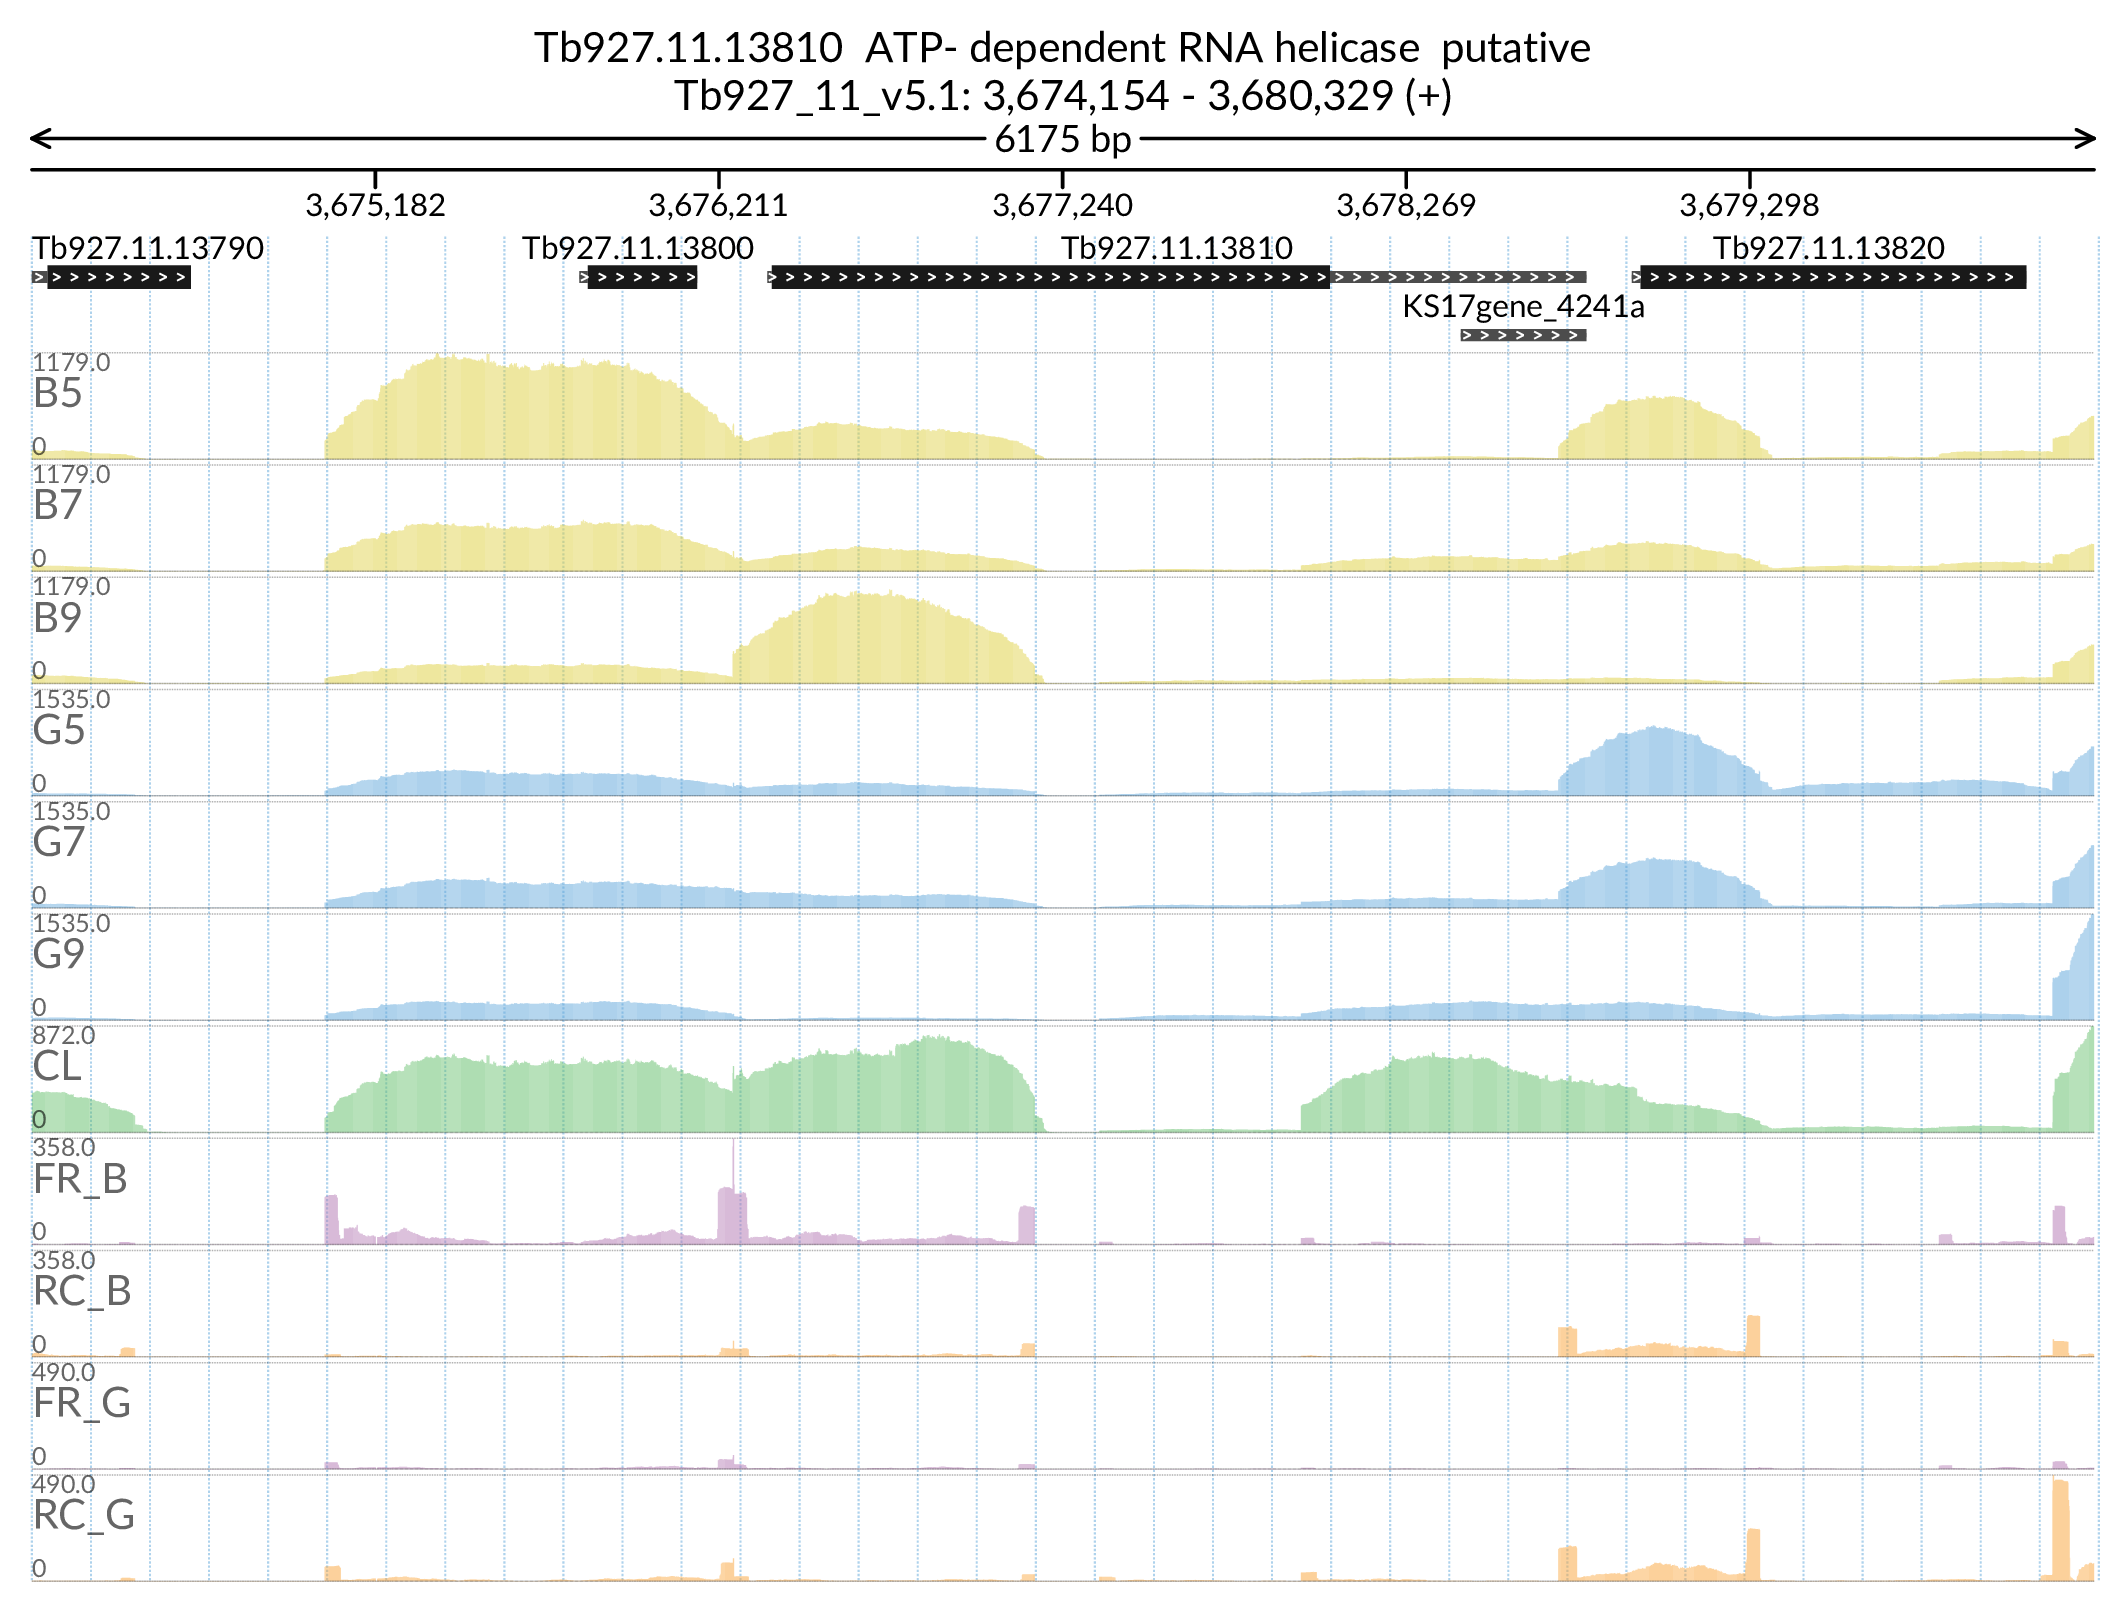 Tb927.11.13810 ATP- dependent RNA helicase putative
Tb927_11_v5.1: 3,674,154 - 3,680,329 (+)
6175 bp
3,675,182 3,676,211 3,677,240 3,678,269 3,679,298
Tb927.11.13790 Tb927.11.13800 Tb927.11.13810 Tb927.11.13820
KS17gene_4241a
1179.0
B5
0
1179.0
B7
0
1179.0
B9
0
1535.0
G5
0
1535.0
G7
0
1535.0
G9
0
872.0
CL
0
358.0
FR_B
0
358.0
RC_B
0
490.0
FR_G
0
490.0
RC_G
0